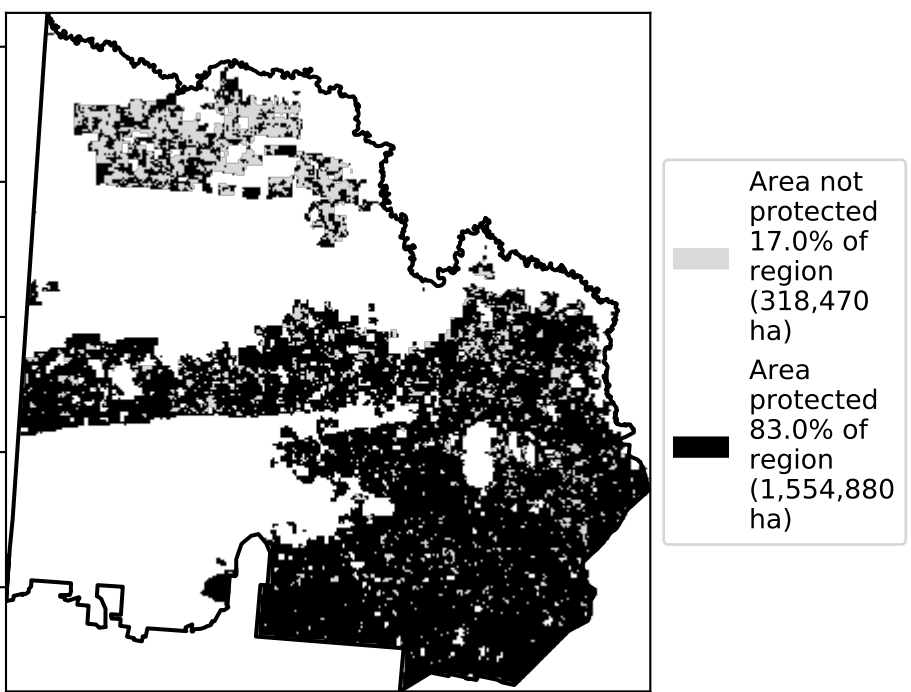 Area not
protected
17.0% of
region
(318,470
ha)
Area
protected
83.0% of
region
(1,554,880
ha)